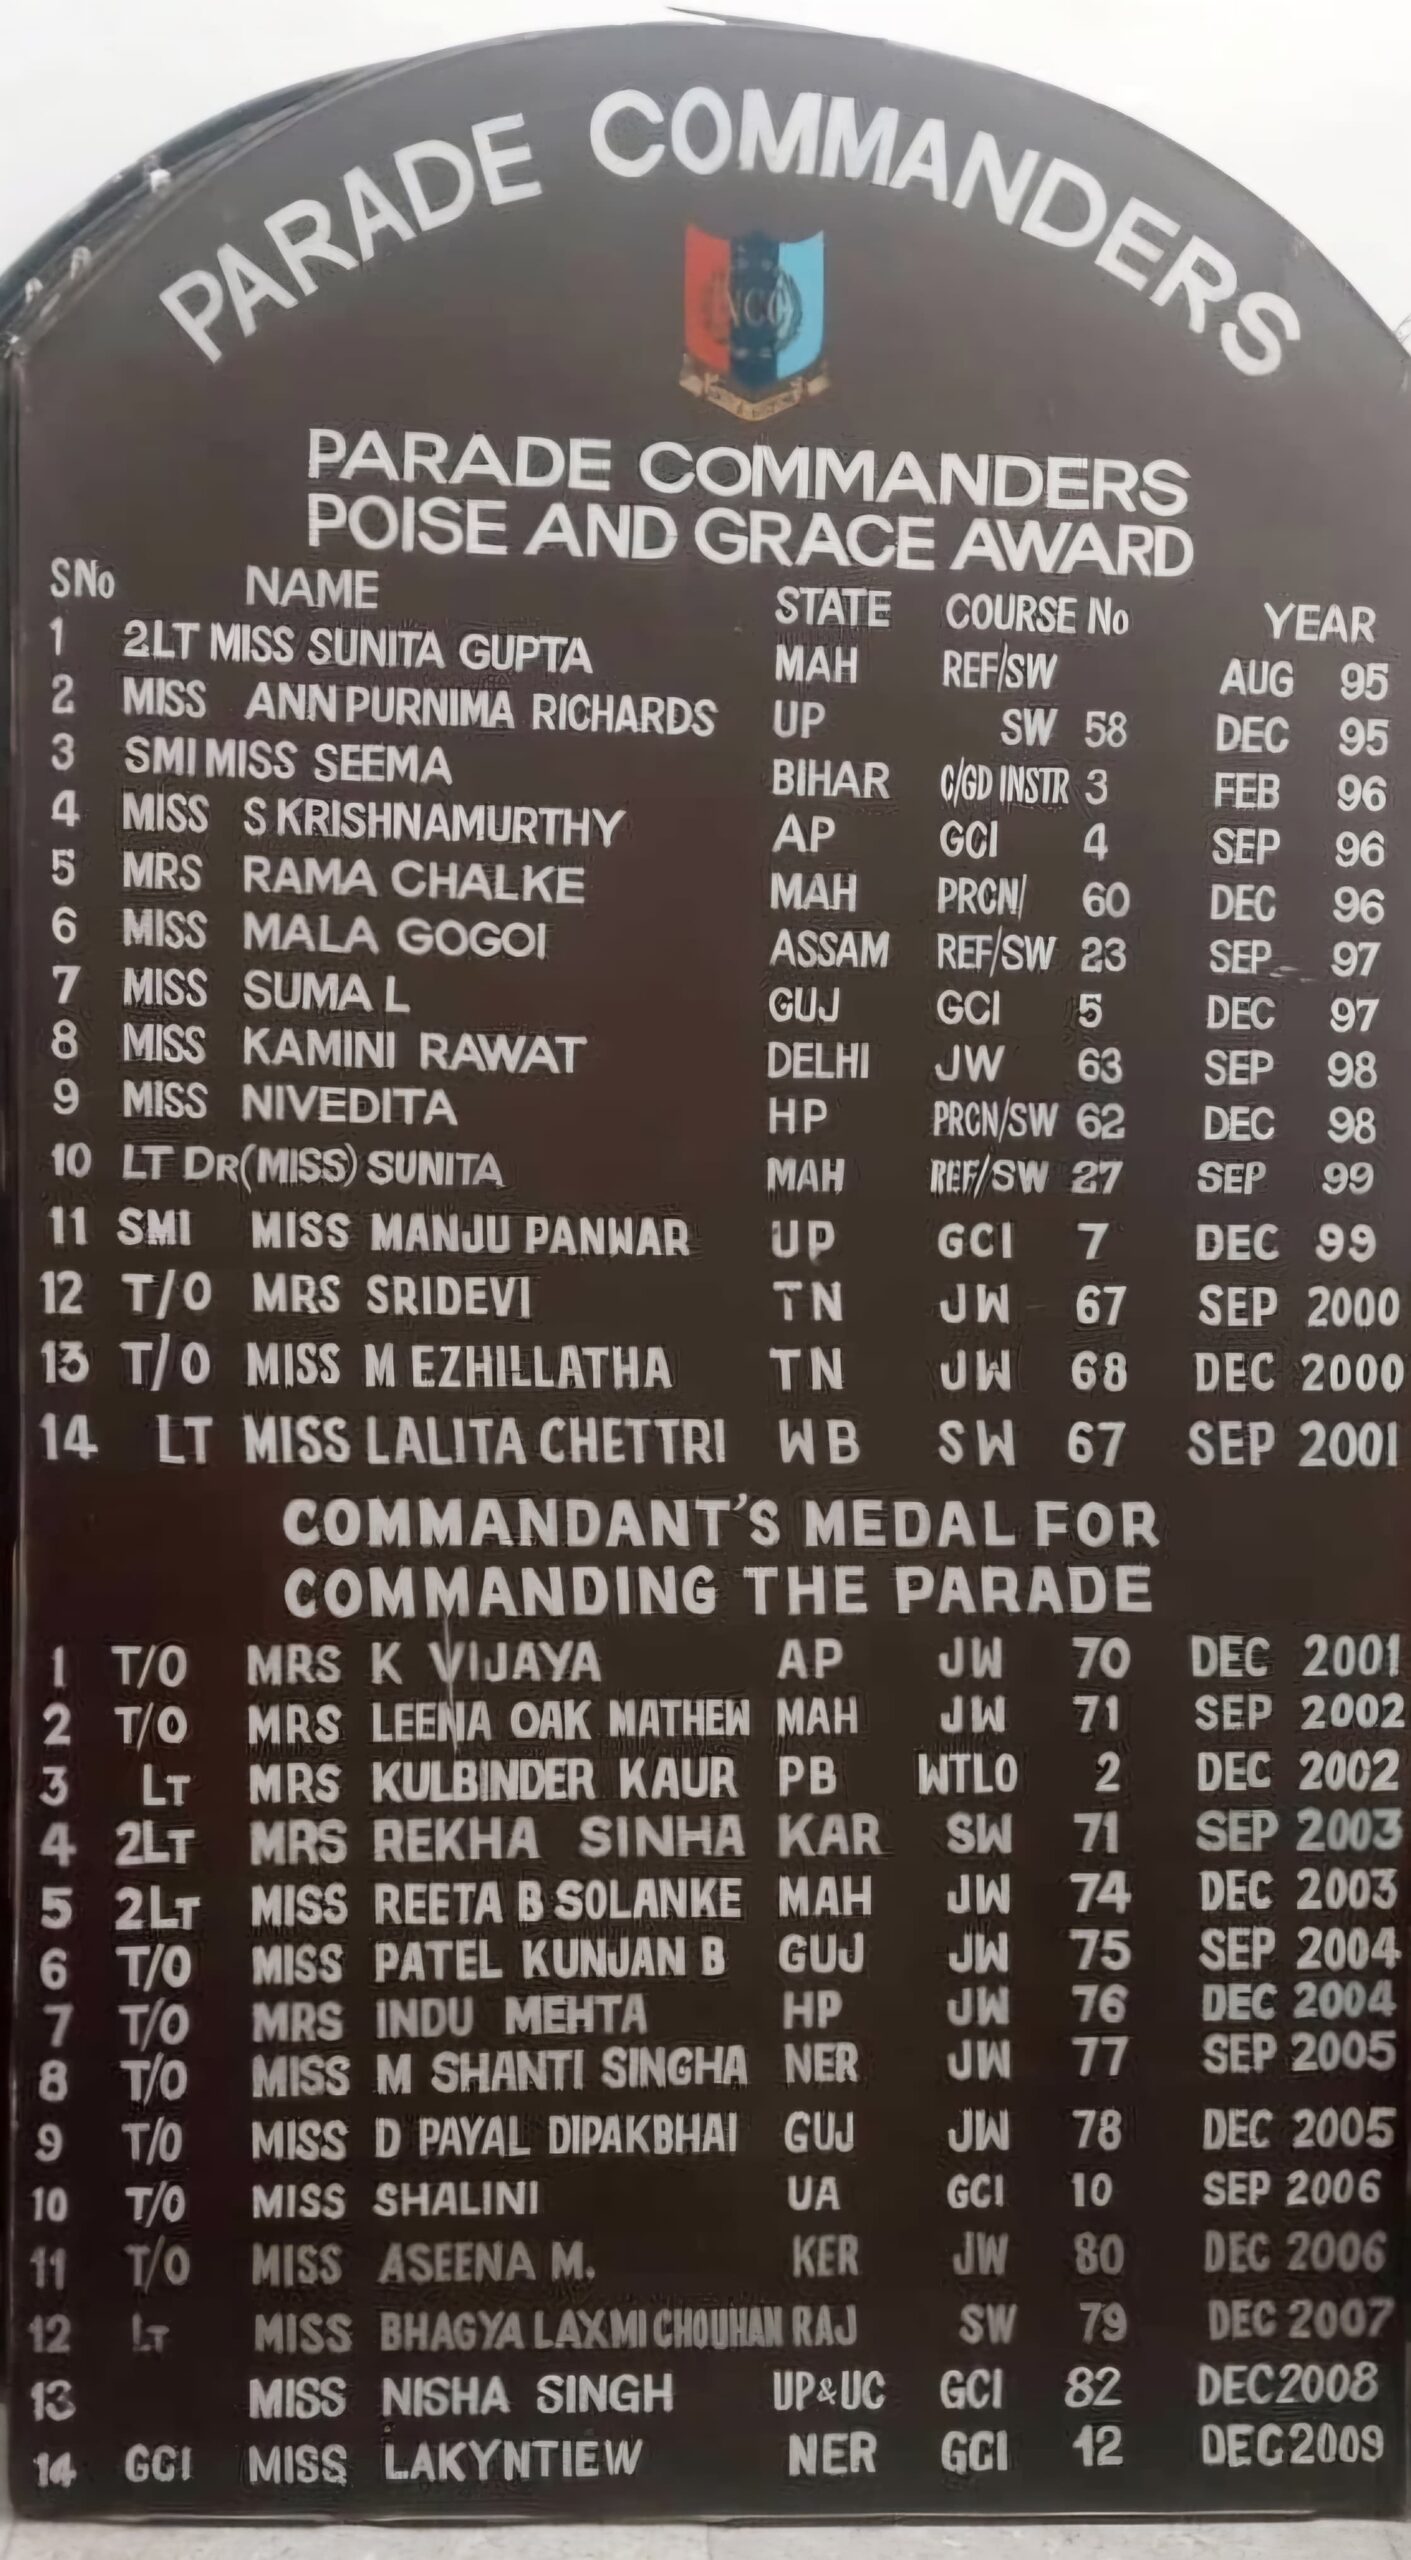 PARADE COMMANDERS
NCC
PARADE COMMANDERS
POISE AND GRACE AWARD
SNo NAME STATE COURSE No YEAR
1 2LT MISS SUNITA GUPTA MAH REF/SW AUG 95
2 MISS ANNPURNIMA RICHARDS UP SW 58 DEC 95
3 SMI MISS SEEMA BIHAR C/GD INSTR 3 FEB 96
4 MISS S KRISHNAMURTHY AP GCI 4 SEP 96
5 MRS RAMA CHALKE MAH PRCN/ 60 DEC 96
6 MISS MALA GOGOI ASSAM REF/SW 23 SEP 97
7 MISS SUMA L GUJ GCI 5 DEC 97
8 MISS KAMINI RAWAT DELHI JW 63 SEP 98
9 MISS NIVEDITA HP PRCN/SW 62 DEC 98
10 LT DR(MISS) SUNITA MAH REF/SW 27 SEP 99
11 SMI MISS MANJU PANWAR UP GCI 7 DEC 99
12 T/O MRS SRIDEVI TN JW 67 SEP 2000
13 T/O MISS M EZHILLATHA TN JW 68 DEC 2000
14 LT MISS LALITA CHETTRI WB SW 67 SEP 2001
COMMANDANT'S MEDAL FOR
COMMANDING THE PARADE
1 T/O MRS K VIJAYA AP JW 70 DEC 2001
2 T/O MRS LEENA OAK MATHEW MAH JW 71 SEP 2002
3 LT MRS KULBINDER KAUR PB WTLO 2 DEC 2002
4 2LT MRS REKHA SINHA KAR SW 71 SEP 2003
5 2LT MISS REETA B SOLANKE MAH JW 74 DEC 2003
6 T/O MISS PATEL KUNJAN B GUJ JW 75 SEP 2004
7 T/O MRS INDU MEHTA HP JW 76 DEC 2004
8 T/O MISS M SHANTI SINGHA NER JW 77 SEP 2005
9 T/O MISS D PAYAL DIPAKBHAI GUJ JW 78 DEC 2005
10 T/O MISS SHALINI UA GCI 10 SEP 2006
11 T/O MISS ASEENA M. KER JW 80 DEC 2006
12 LT MISS BHAGYA LAXMI CHOUHAN RAJ SW 79 DEC 2007
13 MISS NISHA SINGH UP&UC GCI 82 DEC 2008
14 GCI MISS LAKYNTIEW NER GCI 12 DEC 2009